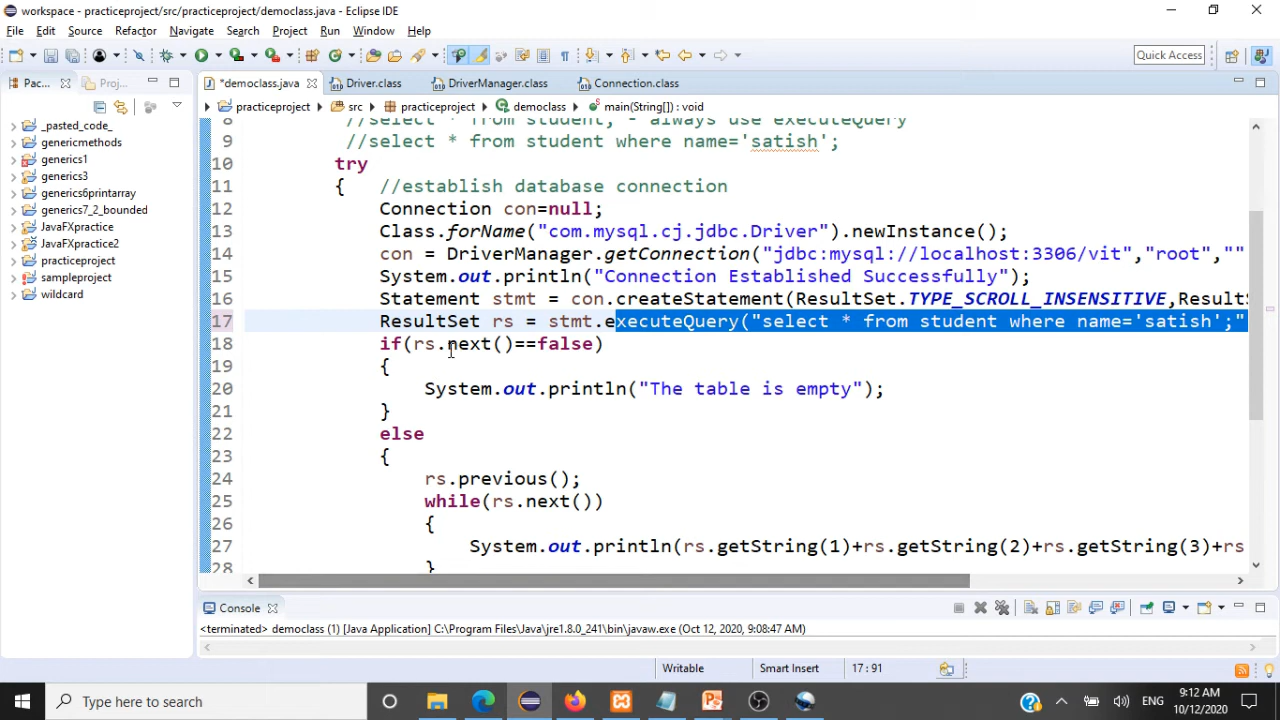 workspace - practiceproject/src/practiceproject/democlass.java - Eclipse IDE
File Edit Source Refactor Navigate Search Project Run Window Help
Quick Access
Pac... Proj...
*democlass.java Driver.class DriverManager.class Connection.class
practiceproject src practiceproject democlass main(String[]) : void
_pasted_code_
genericmethods
generics1
generics3
generics6printarray
generics7_2_bounded
JavaFXpractice
JavaFXpractice2
practiceproject
sampleproject
wildcard
8 //select * from student; - always use executeQuery
9 //select * from student where name='satish';
10 try
11 { //establish database connection
12 Connection con=null;
13 Class.forName("com.mysql.cj.jdbc.Driver").newInstance();
14 con = DriverManager.getConnection("jdbc:mysql://localhost:3306/vit","root",""
15 System.out.println("Connection Established Successfully");
16 Statement stmt = con.createStatement(ResultSet.TYPE_SCROLL_INSENSITIVE,ResultS
17 ResultSet rs = stmt.executeQuery("select * from student where name='satish';"
18 if(rs.next()==false)
19 {
20 System.out.println("The table is empty");
21 }
22 else
23 {
24 rs.previous();
25 while(rs.next())
26 {
27 System.out.println(rs.getString(1)+rs.getString(2)+rs.getString(3)+rs
28 }
Console
<terminated> democlass (1) [Java Application] C:\Program Files\Java\jre1.8.0_241\bin\javaw.exe (Oct 12, 2020, 9:08:47 AM)
Writable Smart Insert 17 : 91
Type here to search
ENG
9:12 AM
10/12/2020